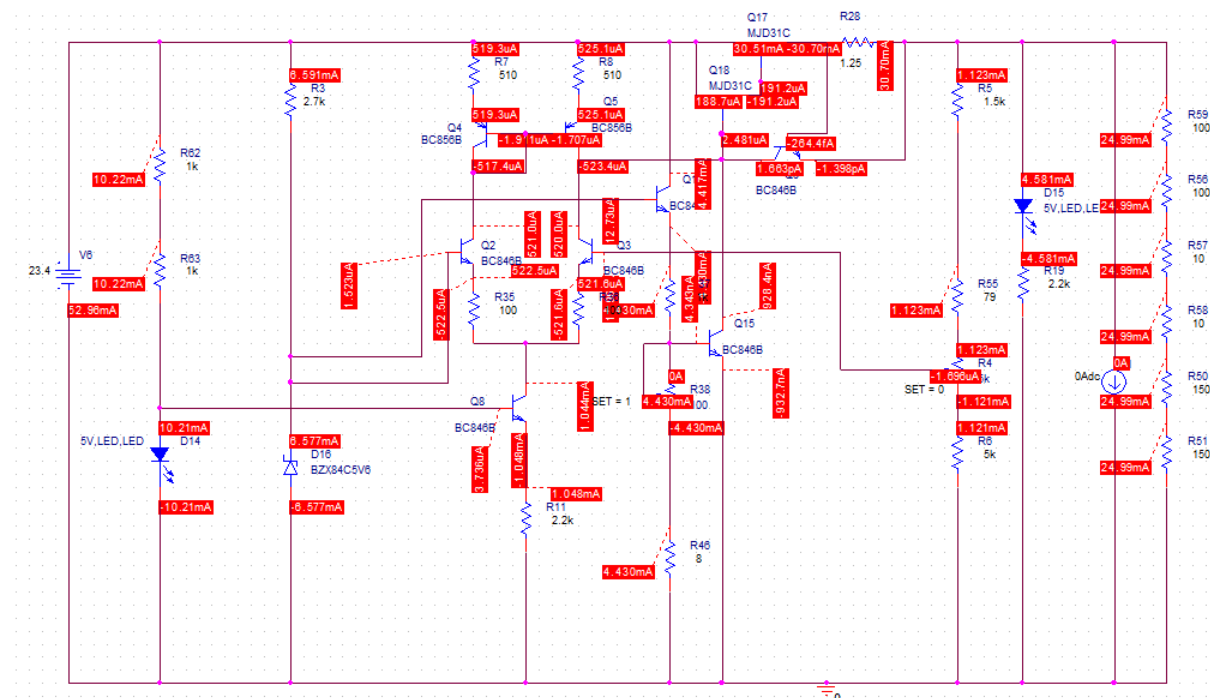 Q17
MJD31C
R28
1.25
30.51mA
-30.70mA
30.70mA
519.3uA
525.1uA
R7
510
R8
510
Q18
MJD31C
191.2uA
188.7uA
-191.2uA
6.591mA
R3
2.7k
519.3uA
525.1uA
Q5
BC856B
Q4
BC856B
-1.911uA
-1.707uA
2.481uA
-264.4fA
1.123mA
R5
1.5k
R59
100
24.99mA
R62
1k
10.22mA
-517.4uA
-523.4uA
1.663pA
-1.398pA
BC846B
4.417mA
4.581mA
D15
5V,LED,LE
R56
100
24.99mA
12.73uA
521.0uA
520.0uA
Q2
BC846B
Q3
BC846B
V6
23.4
52.96mA
R63
1k
10.22mA
1.523uA
522.5uA
521.6uA
-4.581mA
R19
2.2k
R57
10
24.99mA
R55
79
1.123mA
4.343nA
928.4nA
-522.5uA
R35
100
-521.6uA
Q15
BC846B
R58
10
24.99mA
1.123mA
R4
-1.696uA
SET = 0
-1.121mA
0A
0Adc
R50
150
24.99mA
0A
R38
4.430mA
-4.430mA
-932.7nA
SET = 1
1.044mA
Q8
BC846B
3.736uA
-1.048mA
1.048mA
R11
2.2k
5V,LED,LED
10.21mA
D14
-10.21mA
6.577mA
D16
BZX84C5V6
-6.577mA
1.121mA
R6
5k
R51
150
24.99mA
R46
8
4.430mA
0